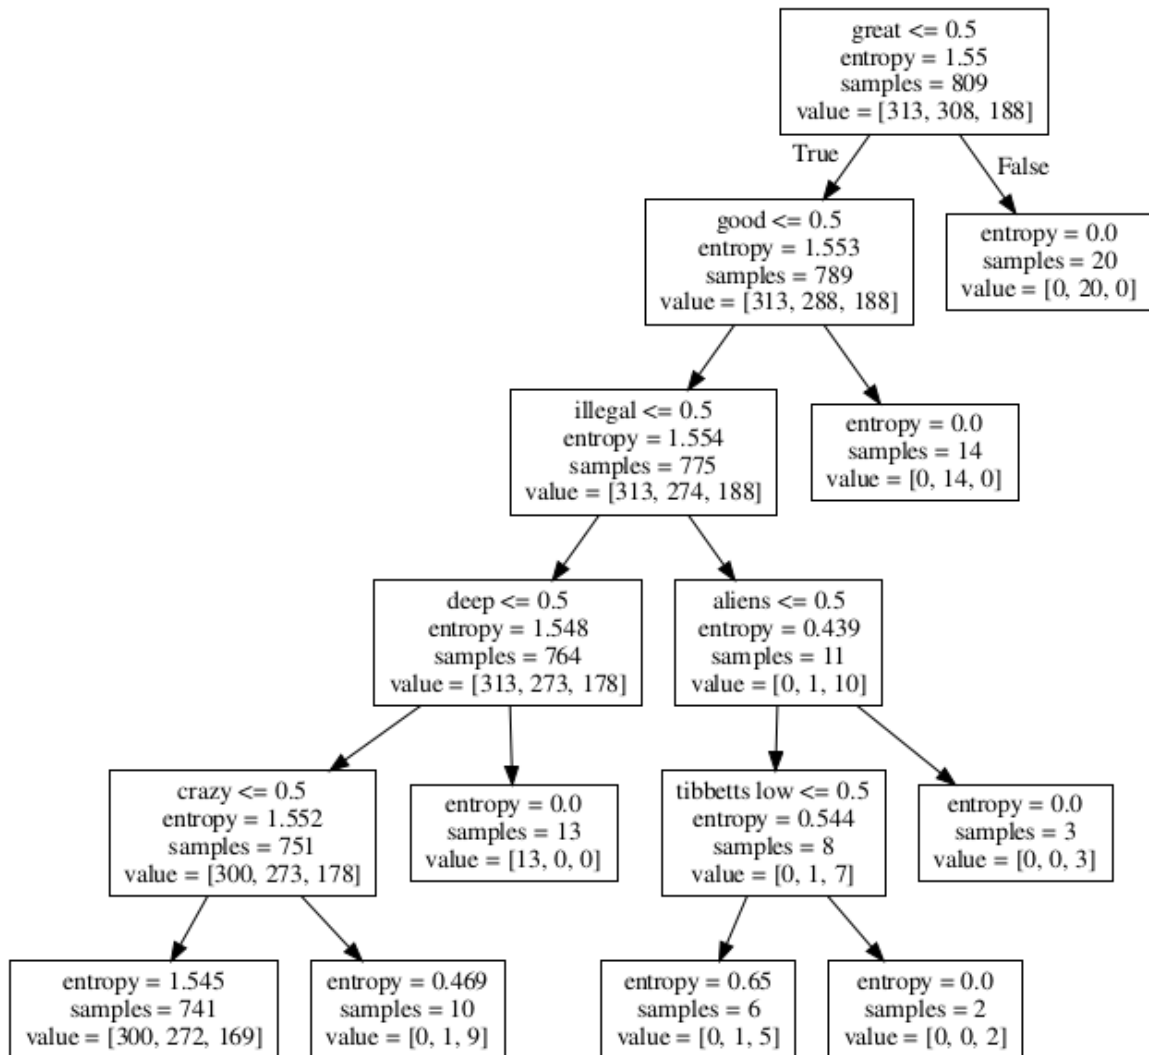 great <= 0.5
entropy = 1.55
samples = 809
value = [313, 308, 188]
True
False
good <= 0.5
entropy = 1.553
samples = 789
value = [313, 288, 188]
entropy = 0.0
samples = 20
value = [0, 20, 0]
illegal <= 0.5
entropy = 1.554
samples = 775
value = [313, 274, 188]
entropy = 0.0
samples = 14
value = [0, 14, 0]
deep <= 0.5
entropy = 1.548
samples = 764
value = [313, 273, 178]
aliens <= 0.5
entropy = 0.439
samples = 11
value = [0, 1, 10]
crazy <= 0.5
entropy = 1.552
samples = 751
value = [300, 273, 178]
entropy = 0.0
samples = 13
value = [13, 0, 0]
tibbetts low <= 0.5
entropy = 0.544
samples = 8
value = [0, 1, 7]
entropy = 0.0
samples = 3
value = [0, 0, 3]
entropy = 1.545
samples = 741
value = [300, 272, 169]
entropy = 0.469
samples = 10
value = [0, 1, 9]
entropy = 0.65
samples = 6
value = [0, 1, 5]
entropy = 0.0
samples = 2
value = [0, 0, 2]